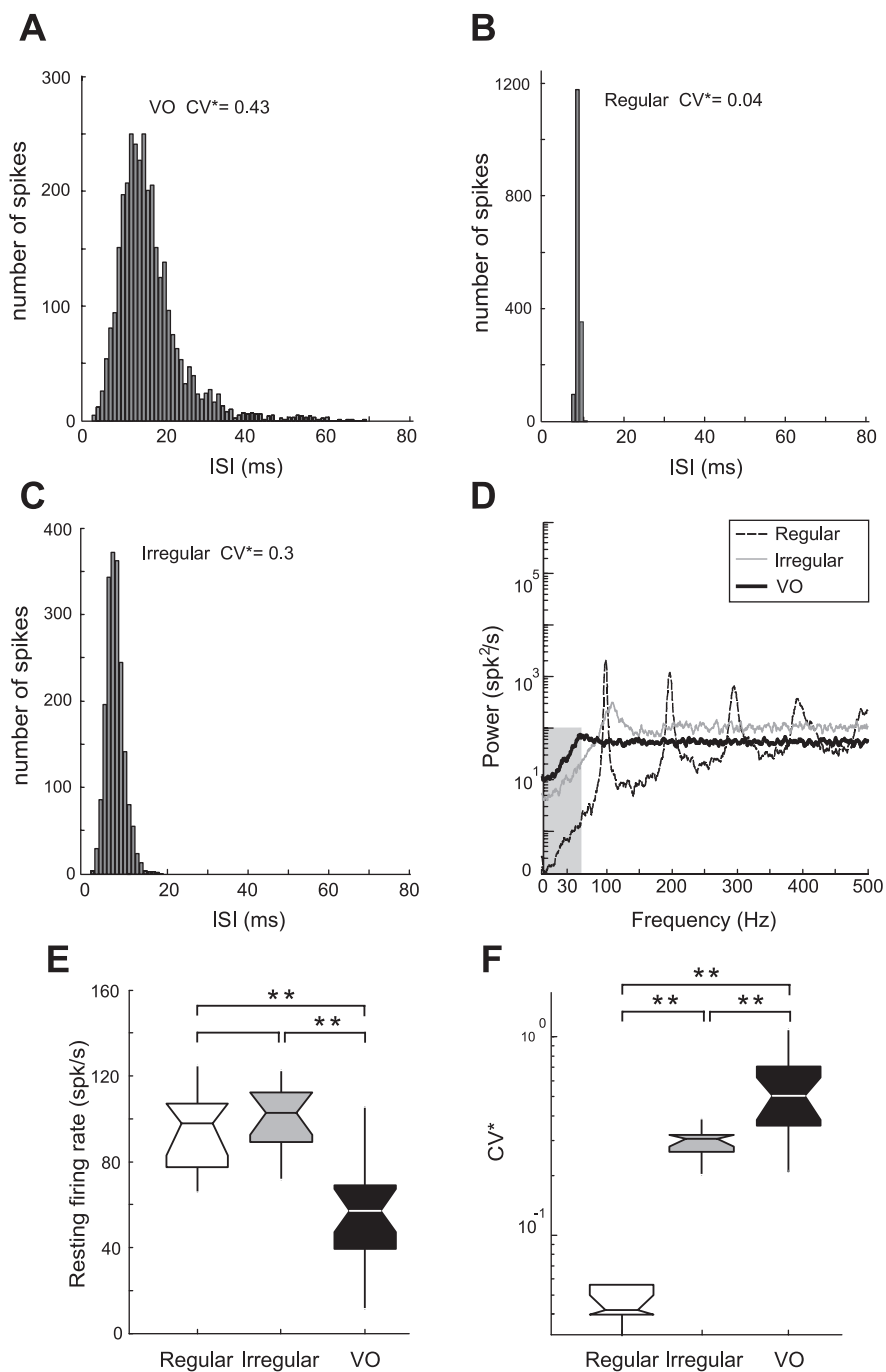 A
300
200
100
0
number of spikes
VO CV*= 0.43
0 20 40 60 80
ISI (ms)
B
1200
800
400
0
number of spikes
Regular CV*= 0.04
0 20 40 60 80
ISI (ms)
C
400
300
200
100
0
number of spikes
Irregular CV*= 0.3
0 20 40 60 80
ISI (ms)
D
Regular
Irregular
VO
10^5
10^3
10^1
0
Power (spk^2/s)
0 30 100 200 300 400 500
Frequency (Hz)
E
160
120
80
40
0
Resting firing rate (spk/s)
**
**
Regular Irregular VO
F
10^0
10^-1
CV*
**
** **
Regular Irregular VO